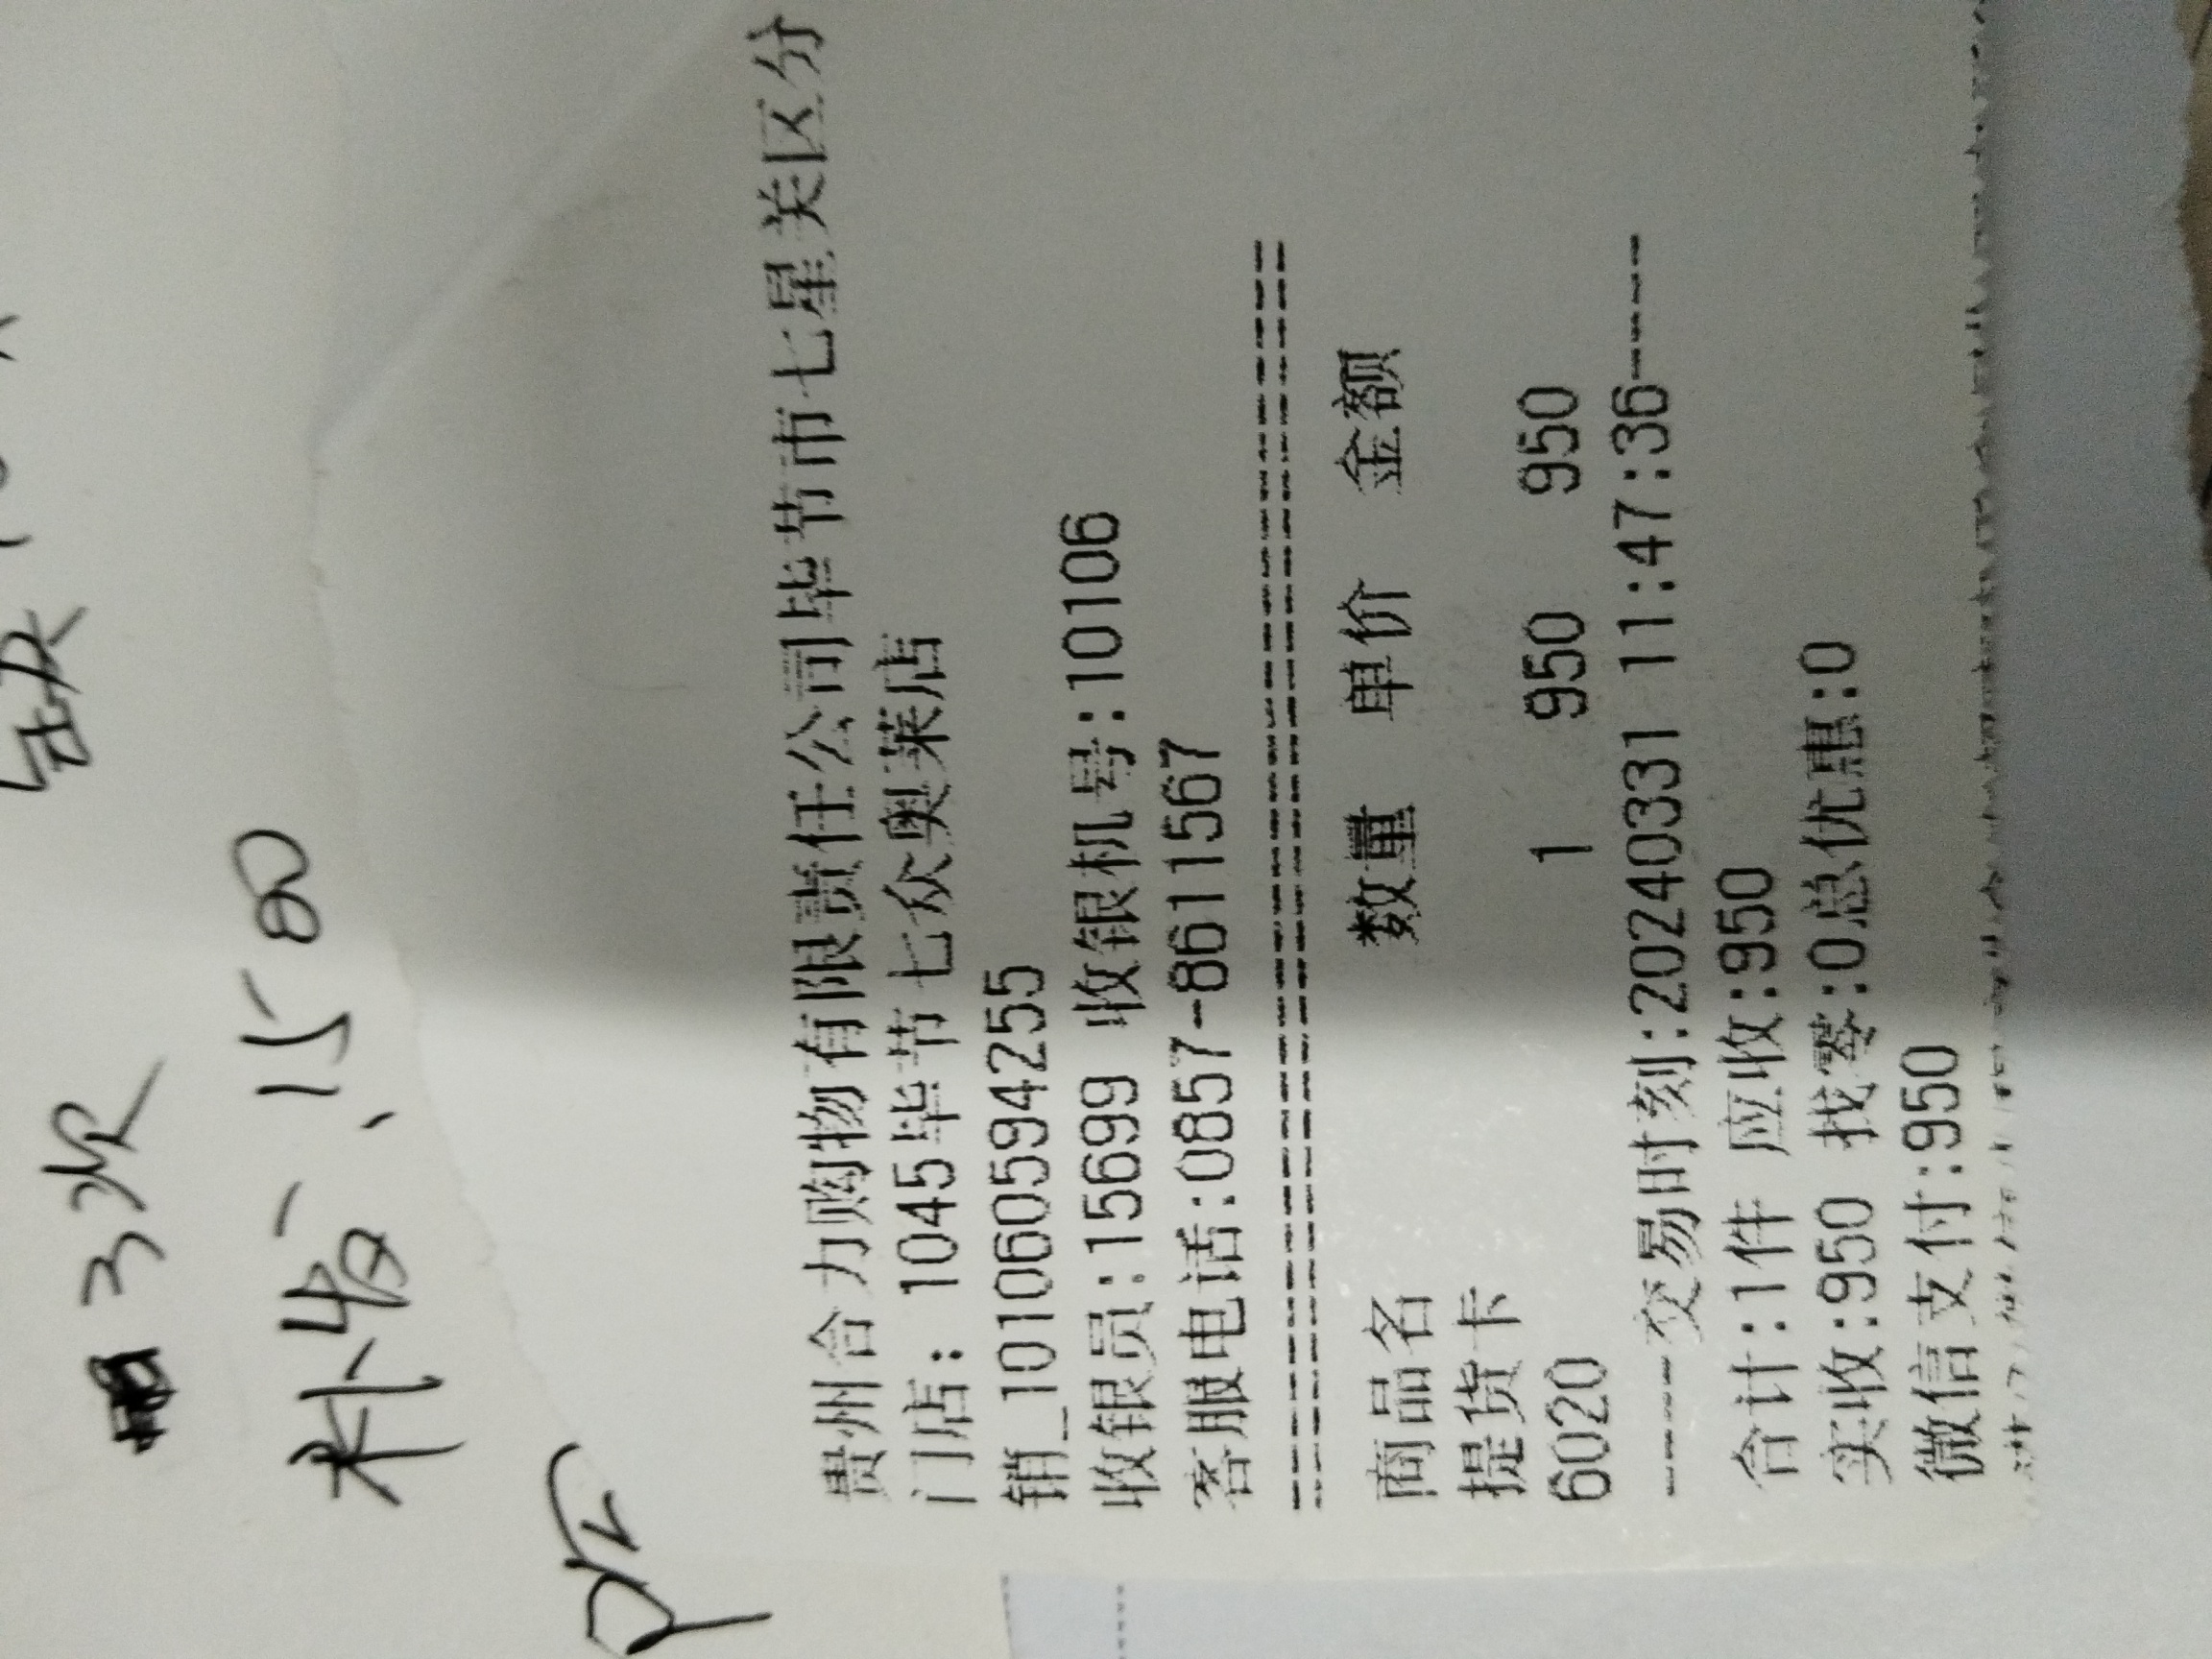 3次
贵州合力购物有限责任公司毕节市七星关区分
门店: 1045毕节七众奥莱店
销_101060594255
收银员:15699 收银机号:10106
客服电话:0857-8611567
================================
商品名 数量 单价 金额
提货卡
6020 1 950 950
-----交易时刻:20240331 11:47:36-----
合计:1件 应收:950
实收:950 找零:0总优惠:0
微信支付:950